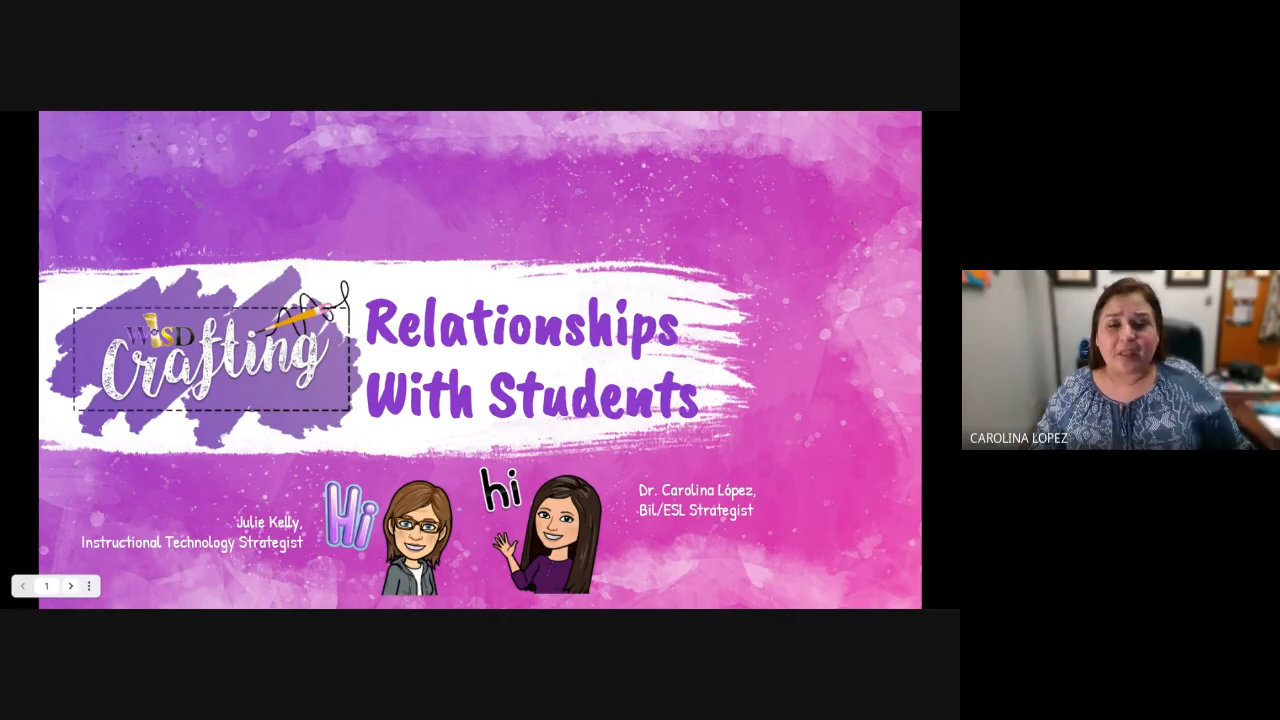 WISD
Crafting
Relationships
With Students
Hi
hi
Julie Kelly,
Instructional Technology Strategist
Dr. Carolina López,
Bil/ESL Strategist
1
CAROLINA LOPEZ